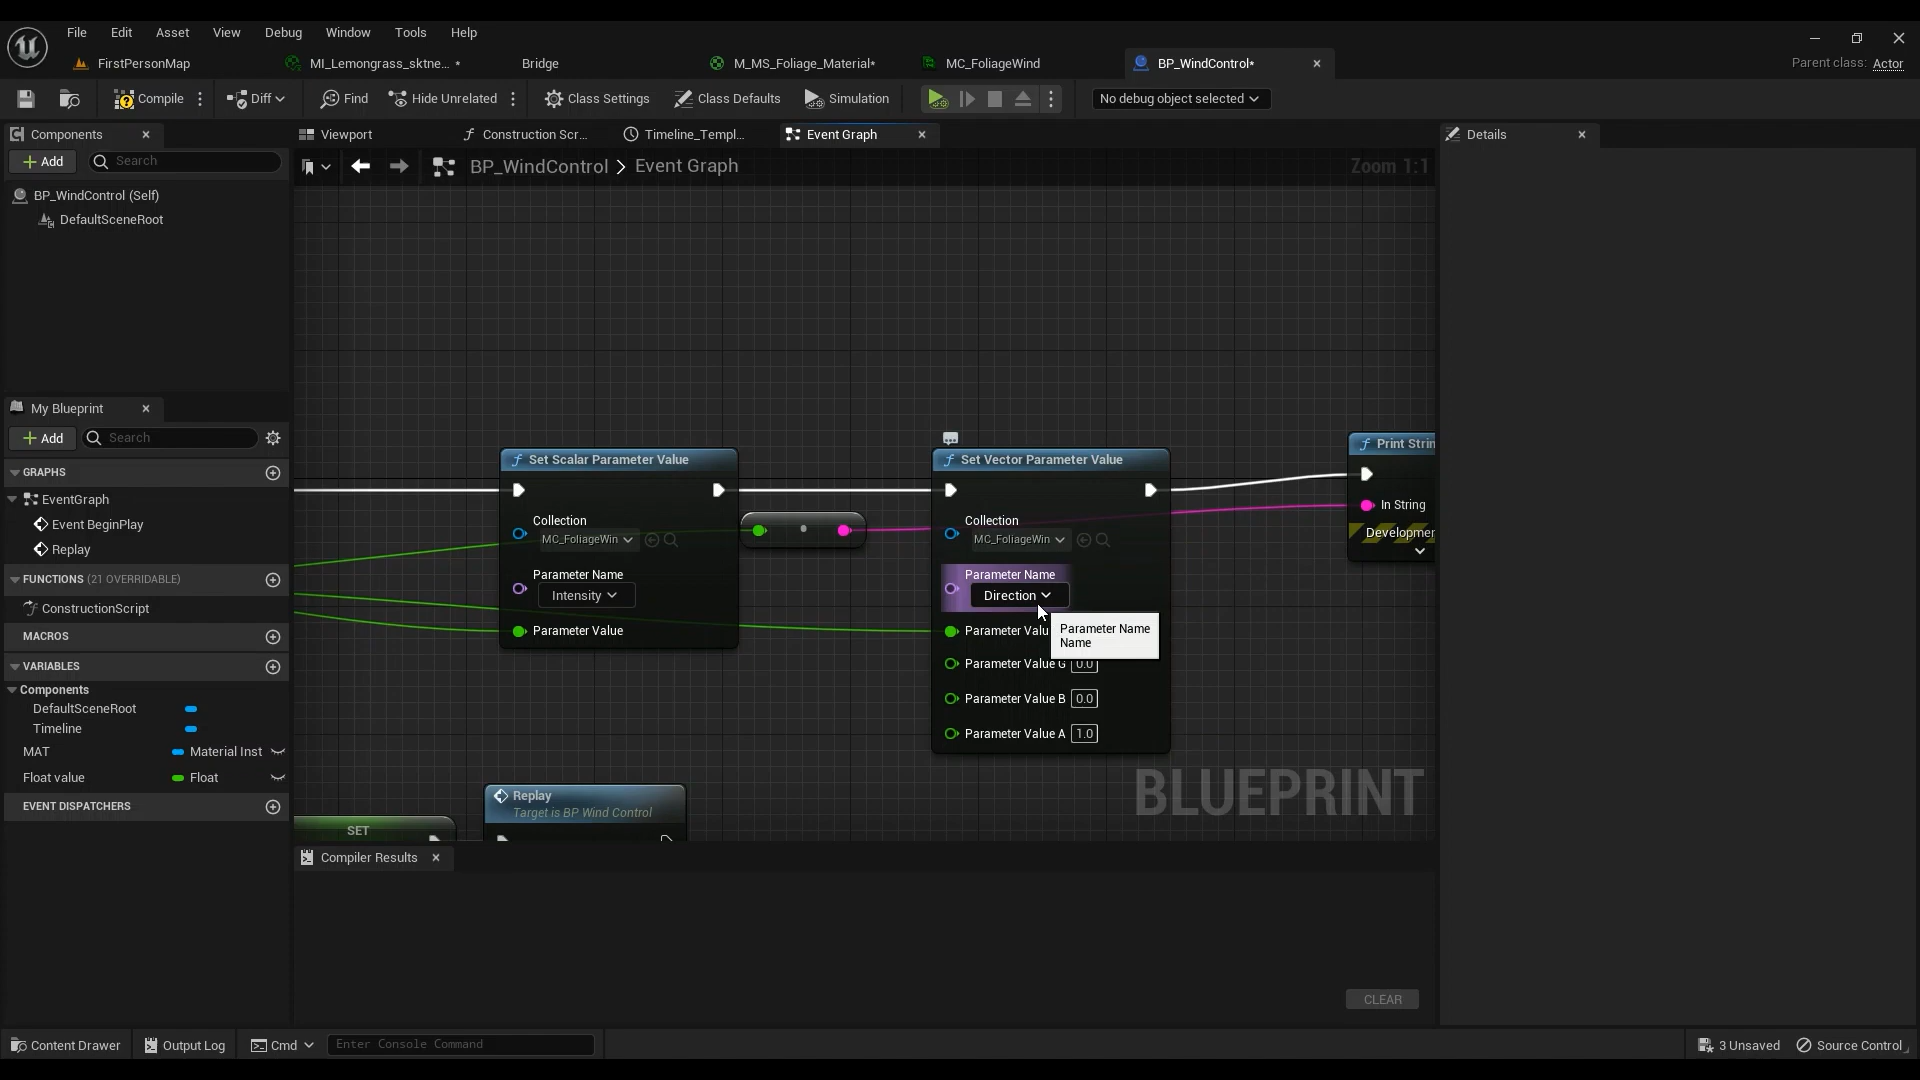 File Edit Asset View Debug Window Tools Help
FirstPersonMap MI_Lemongrass_sktne... * Bridge M_MS_Foliage_Material* MC_FoliageWind BP_WindControl* Parent class: Actor
Compile Diff Find Hide Unrelated Class Settings Class Defaults Simulation No debug object selected
Components Viewport Construction Scr... Timeline_Templ... Event Graph Details
Add Search
BP_WindControl > Event Graph Zoom 1:1
BP_WindControl (Self)
DefaultSceneRoot
My Blueprint
Add Search
GRAPHS
EventGraph
Event BeginPlay
Replay
FUNCTIONS (21 OVERRIDABLE)
ConstructionScript
MACROS
VARIABLES
Components
DefaultSceneRoot
Timeline
MAT Material Inst
Float value Float
EVENT DISPATCHERS
Set Scalar Parameter Value
Collection
MC_FoliageWin
Parameter Name
Intensity
Parameter Value
Set Vector Parameter Value
Collection
MC_FoliageWin
Parameter Name
Direction
Parameter Valu
Parameter Name
Name
Parameter Value G 0.0
Parameter Value B 0.0
Parameter Value A 1.0
Print Strin
In String
Developmer
Replay
Target is BP Wind Control
SET
BLUEPRINT
Compiler Results
CLEAR
Content Drawer Output Log Cmd Enter Console Command 3 Unsaved Source Control